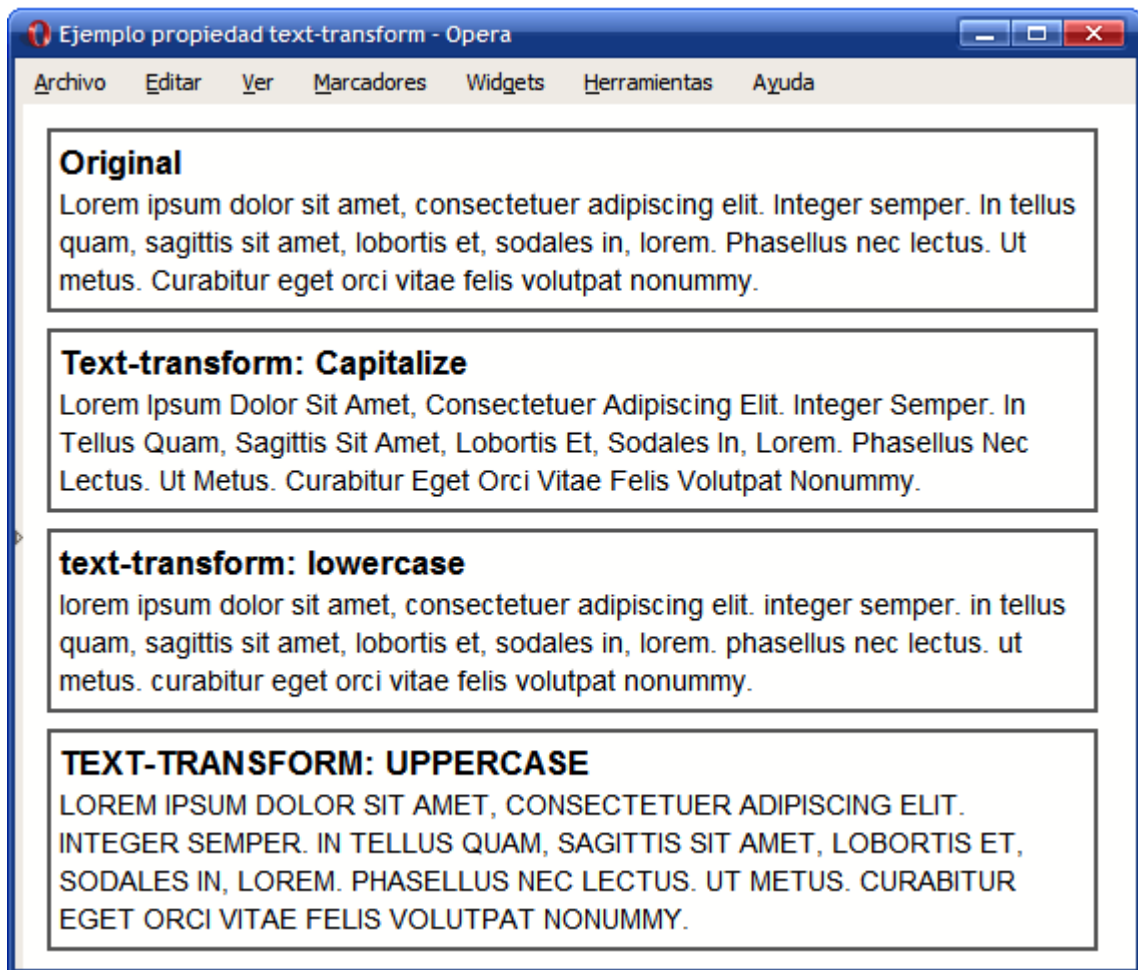 Ejemplo propiedad text-transform - Opera
Archivo Editar Ver Marcadores Widgets Herramientas Ayuda
Original
Lorem ipsum dolor sit amet, consectetuer adipiscing elit. Integer semper. In tellus
quam, sagittis sit amet, lobortis et, sodales in, lorem. Phasellus nec lectus. Ut
metus. Curabitur eget orci vitae felis volutpat nonummy.
Text-transform: Capitalize
Lorem Ipsum Dolor Sit Amet, Consectetuer Adipiscing Elit. Integer Semper. In
Tellus Quam, Sagittis Sit Amet, Lobortis Et, Sodales In, Lorem. Phasellus Nec
Lectus. Ut Metus. Curabitur Eget Orci Vitae Felis Volutpat Nonummy.
text-transform: lowercase
lorem ipsum dolor sit amet, consectetuer adipiscing elit. integer semper. in tellus
quam, sagittis sit amet, lobortis et, sodales in, lorem. phasellus nec lectus. ut
metus. curabitur eget orci vitae felis volutpat nonummy.
TEXT-TRANSFORM: UPPERCASE
LOREM IPSUM DOLOR SIT AMET, CONSECTETUER ADIPISCING ELIT.
INTEGER SEMPER. IN TELLUS QUAM, SAGITTIS SIT AMET, LOBORTIS ET,
SODALES IN, LOREM. PHASELLUS NEC LECTUS. UT METUS. CURABITUR
EGET ORCI VITAE FELIS VOLUTPAT NONUMMY.